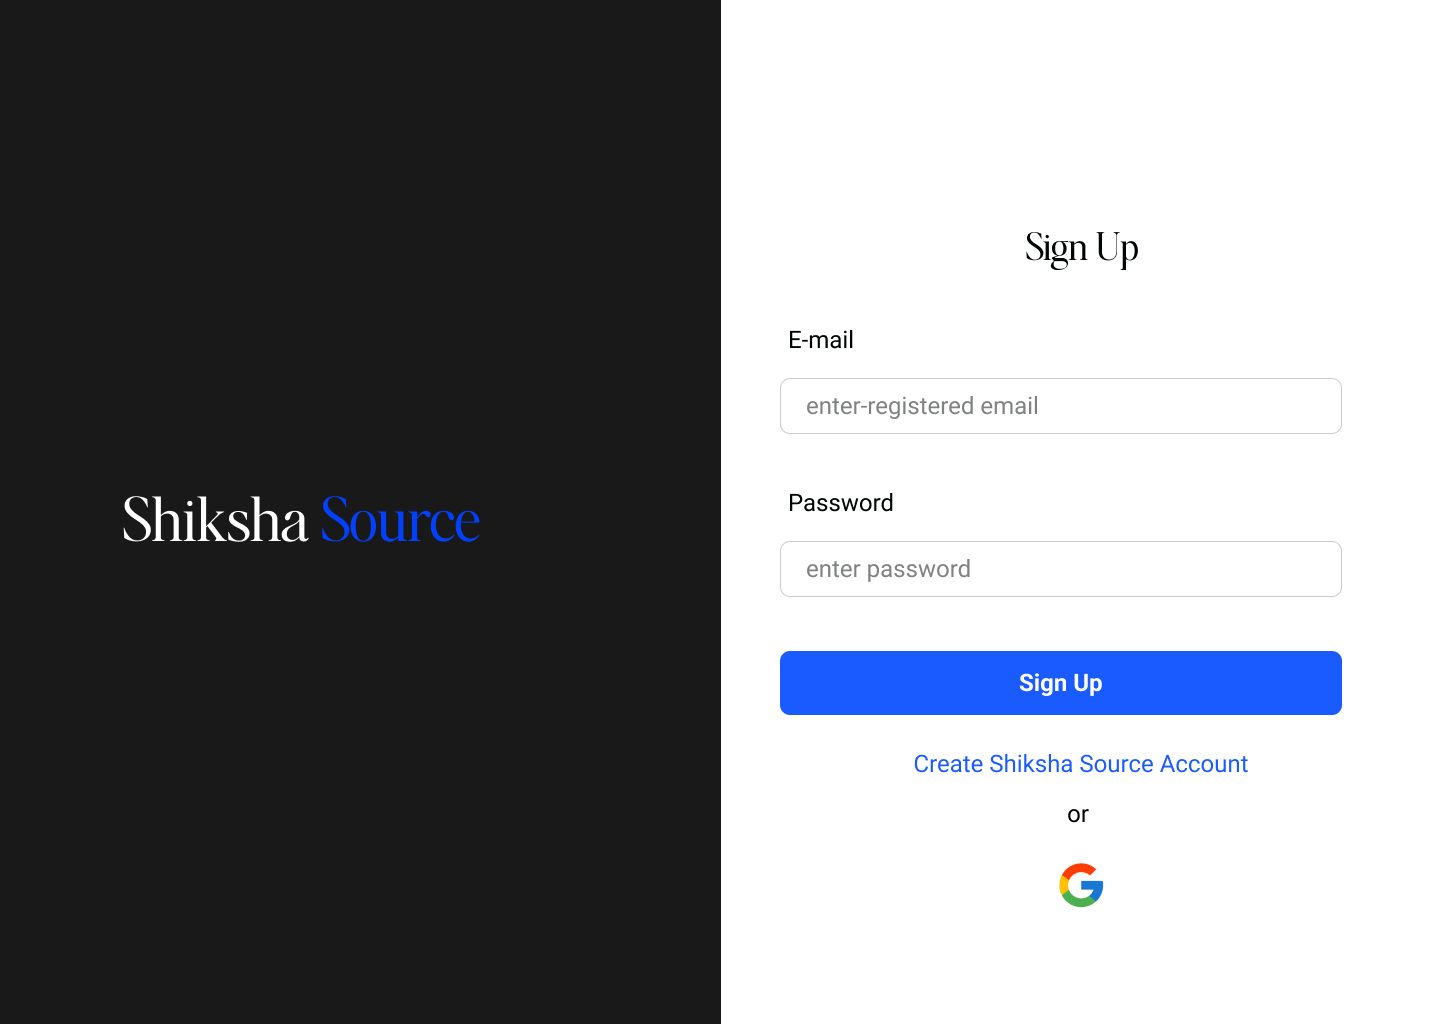 Shiksha Source
Sign Up
E-mail
enter-registered email
Password
enter password
Sign Up
Create Shiksha Source Account
or